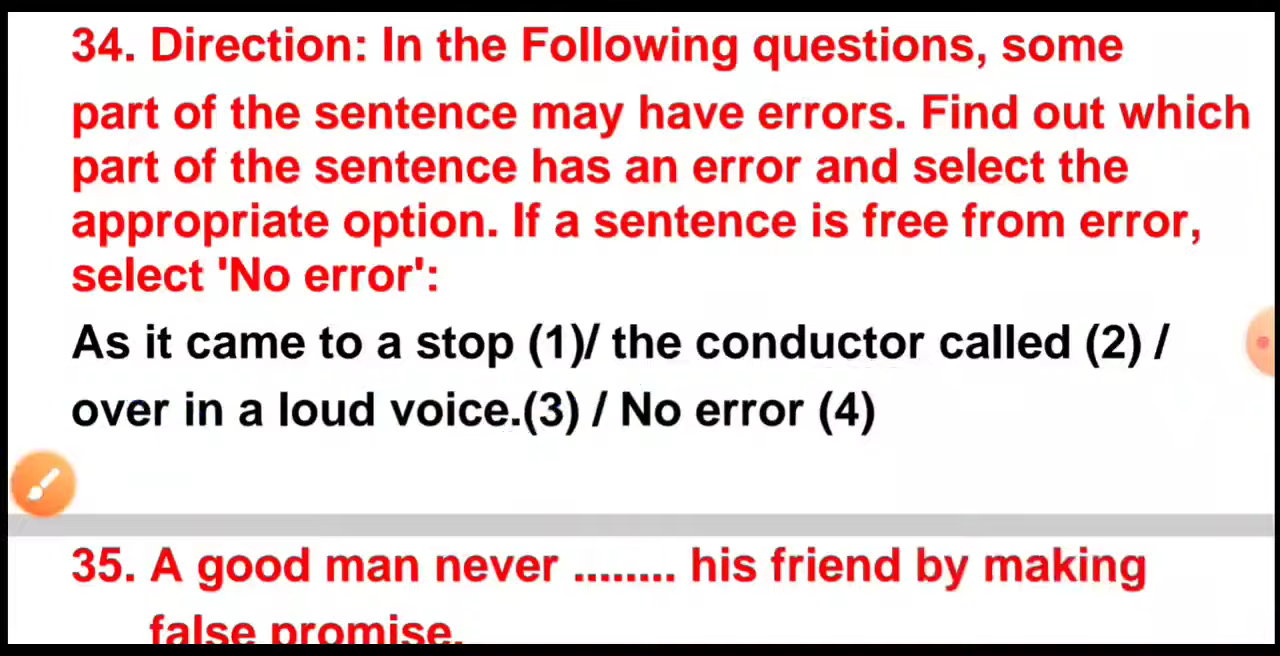 34. Direction: In the Following questions, some
part of the sentence may have errors. Find out which
part of the sentence has an error and select the
appropriate option. If a sentence is free from error,
select 'No error':
As it came to a stop (1)/ the conductor called (2) /
over in a loud voice.(3) / No error (4)
35. A good man never ........ his friend by making
false promise.